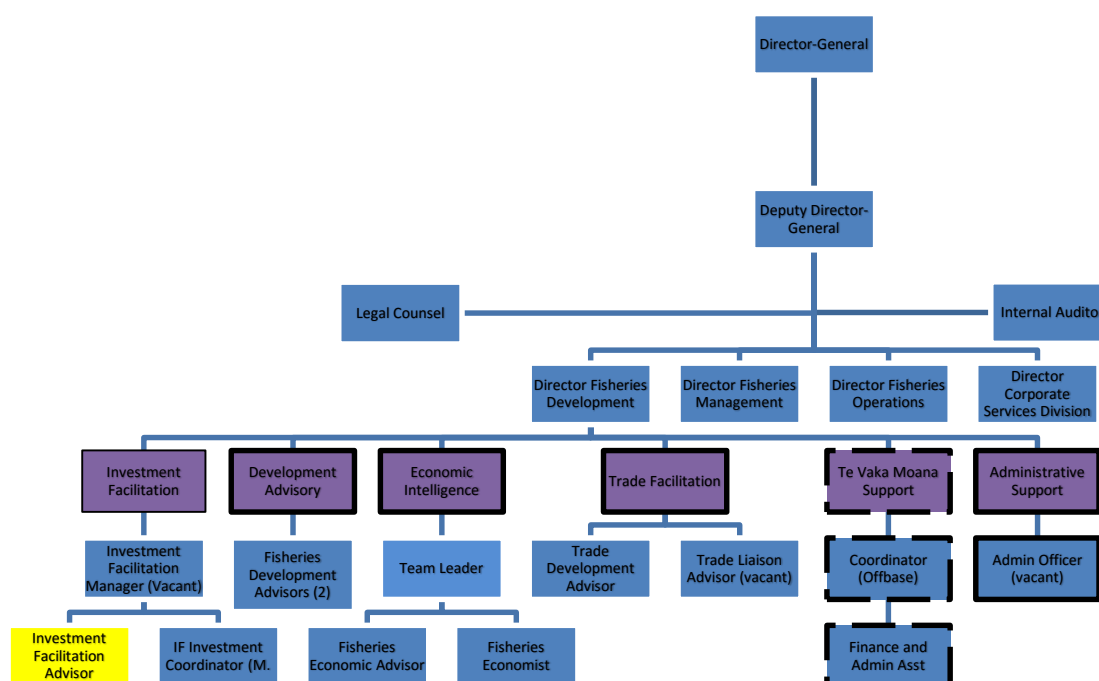 Director-General
Deputy Director-
General
Legal Counsel
Internal Audito
Director Fisheries
Development
Director Fisheries
Management
Director Fisheries
Operations
Director
Corporate
Services Division
Investment
Facilitation
Development
Advisory
Economic
Intelligence
Trade Facilitation
Te Vaka Moana
Support
Administrative
Support
Investment
Facilitation
Manager (Vacant)
Fisheries
Development
Advisors (2)
Team Leader
Trade
Development
Advisor
Trade Liaison
Advisor (vacant)
Coordinator
(Offbase)
Admin Officer
(vacant)
Investment
Facilitation
Advisor
IF Investment
Coordinator (M.
Fisheries
Economic Advisor
Fisheries
Economist
Finance and
Admin Asst